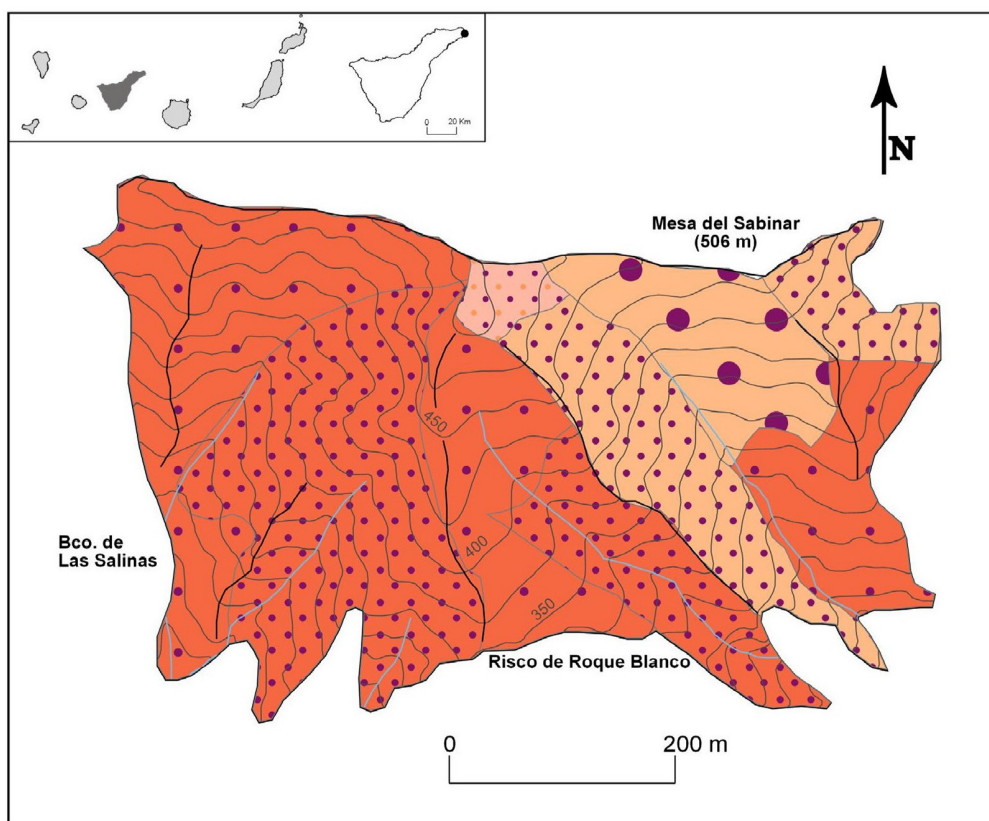 0 20 Km
N
Mesa del Sabinar
(506 m)
450
Bco. de
Las Salinas
400
350
Risco de Roque Blanco
0 200 m